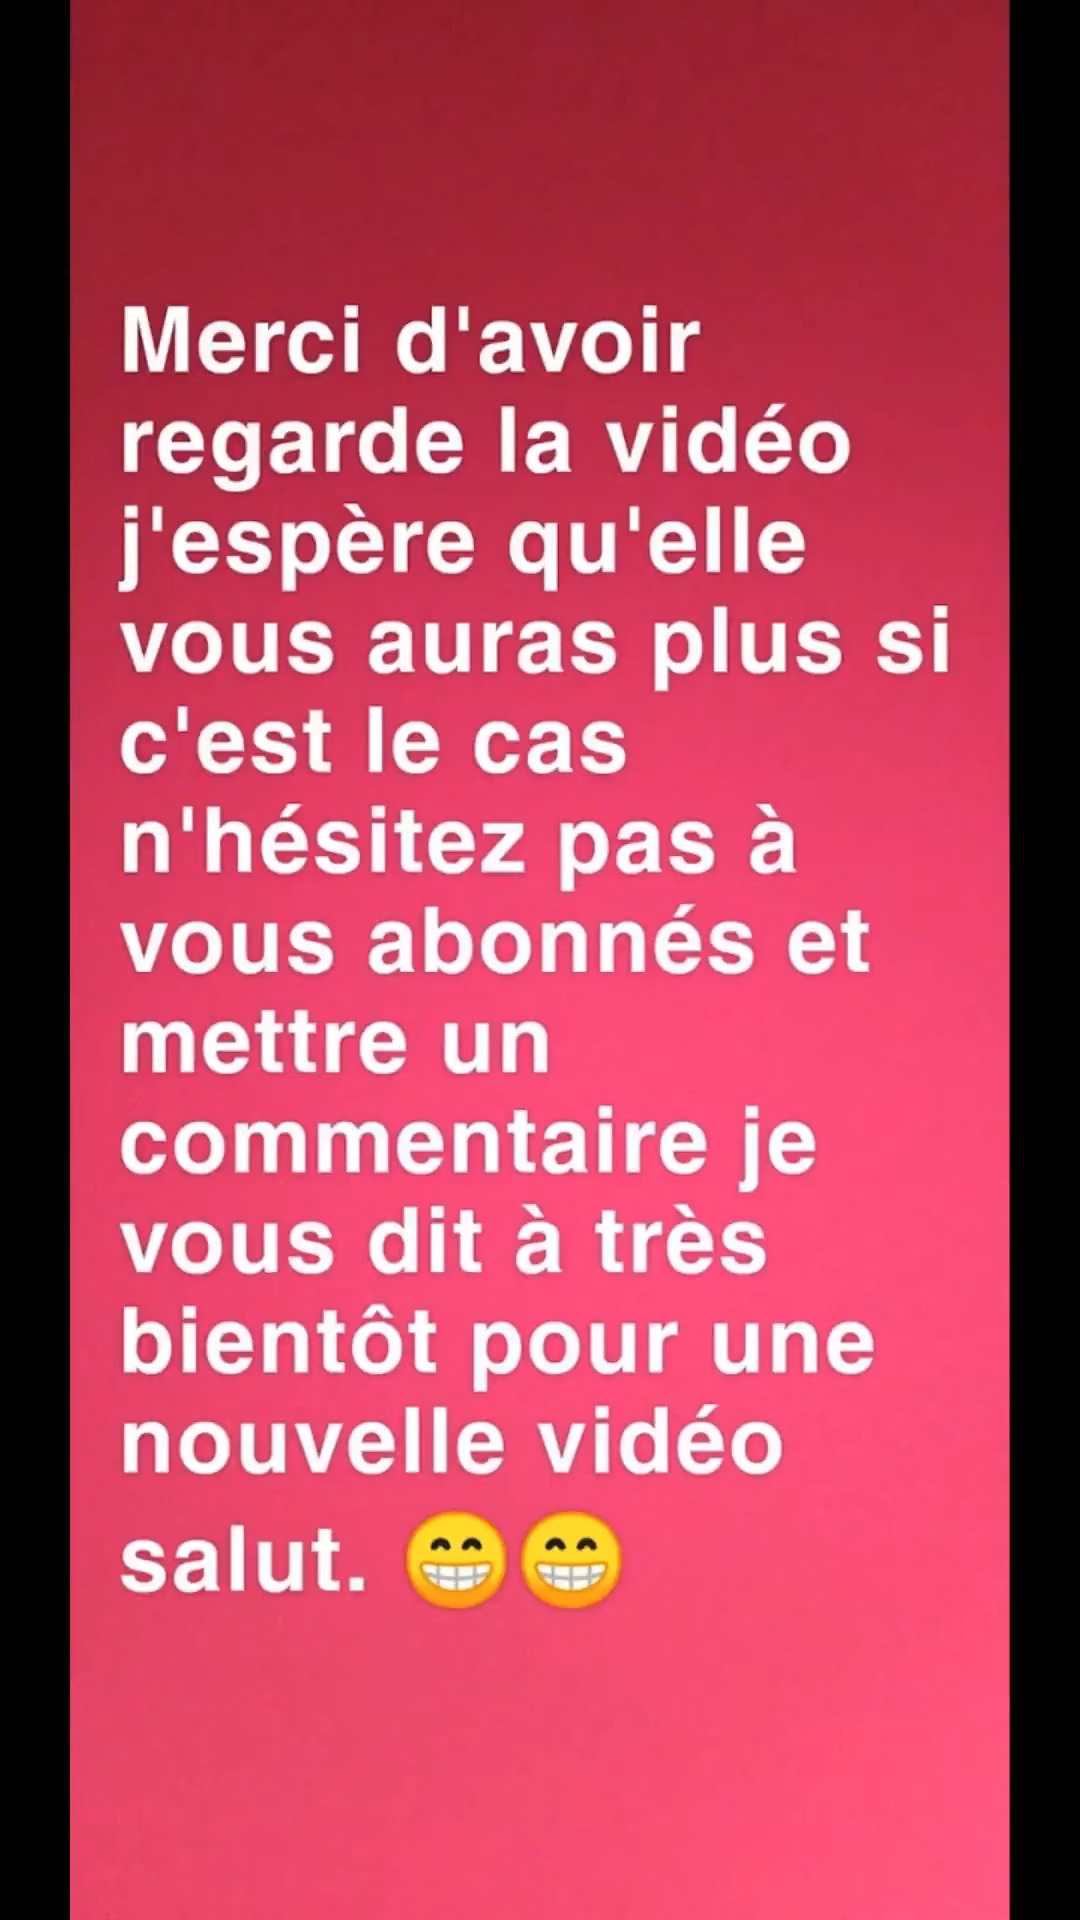 Merci d'avoir
regarde la vidéo
j'espère qu'elle
vous auras plus si
c'est le cas
n'hésitez pas à
vous abonnés et
mettre un
commentaire je
vous dit à très
bientôt pour une
nouvelle vidéo
salut. 😁😁